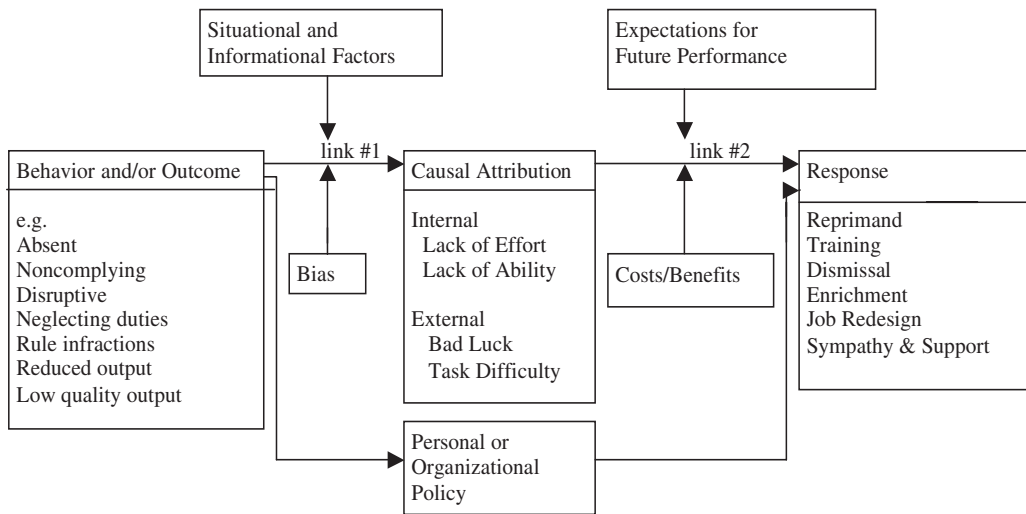 Situational and
Informational Factors
Expectations for
Future Performance
link #1
link #2
Behavior and/or Outcome
e.g.
Absent
Noncomplying
Disruptive
Neglecting duties
Rule infractions
Reduced output
Low quality output
Bias
Causal Attribution
Internal
Lack of Effort
Lack of Ability
External
Bad Luck
Task Difficulty
Costs/Benefits
Response
Reprimand
Training
Dismissal
Enrichment
Job Redesign
Sympathy & Support
Personal or
Organizational
Policy